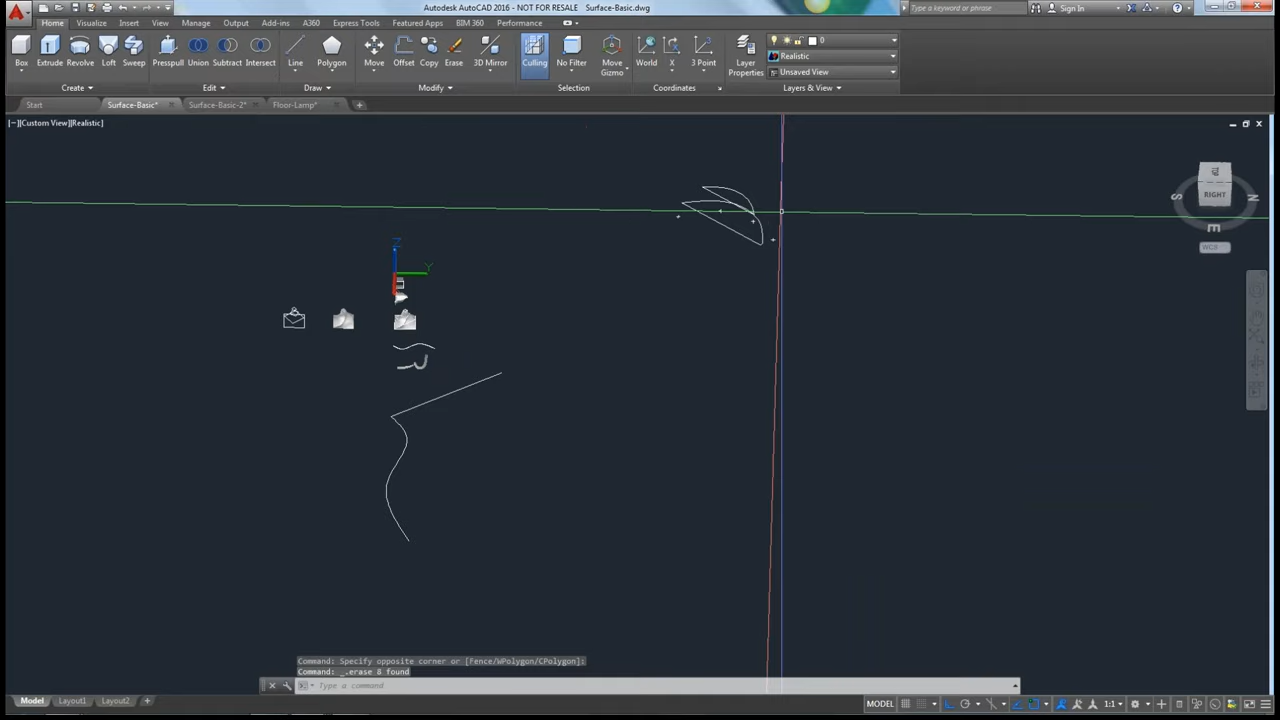 Autodesk AutoCAD 2016 - NOT FOR RESALE Surface-Basic.dwg
Type a keyword or phrase
Sign In
Home Visualize Insert View Manage Output Add-ins A360 Express Tools Featured Apps BIM 360 Performance
Box Extrude Revolve Loft Sweep Presspull Union Subtract Intersect Line Polygon Move Offset Copy Erase 3D Mirror Culling No Filter Move Gizmo World X 3 Point Layer Properties
0
Realistic
Unsaved View
Create Edit Draw Modify Selection Coordinates Layers & View
Start Surface-Basic* Surface-Basic-2* Floor-Lamp*
[−][Custom View][Realistic]
RIGHT
S N
E
WCS
Z
Y
Command: Specify opposite corner or [Fence/WPolygon/CPolygon]:
Command: _.erase 8 found
Type a command
Model Layout1 Layout2
MODEL
1:1